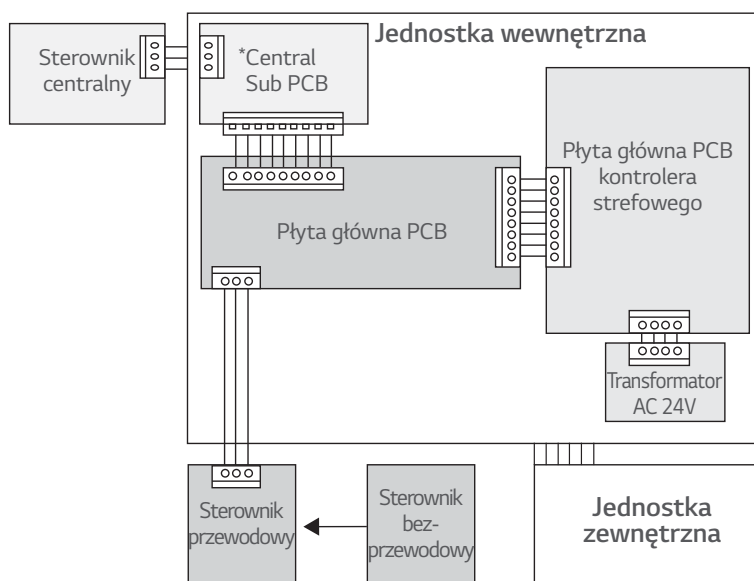 Jednostka wewnętrzna
Sterownik
centralny
*Central
Sub PCB
Płyta główna PCB
kontrolera
strefowego
Płyta główna PCB
Transformator
AC 24V
Sterownik
przewodowy
Sterownik
bez-
przewodowy
Jednostka
zewnętrzna